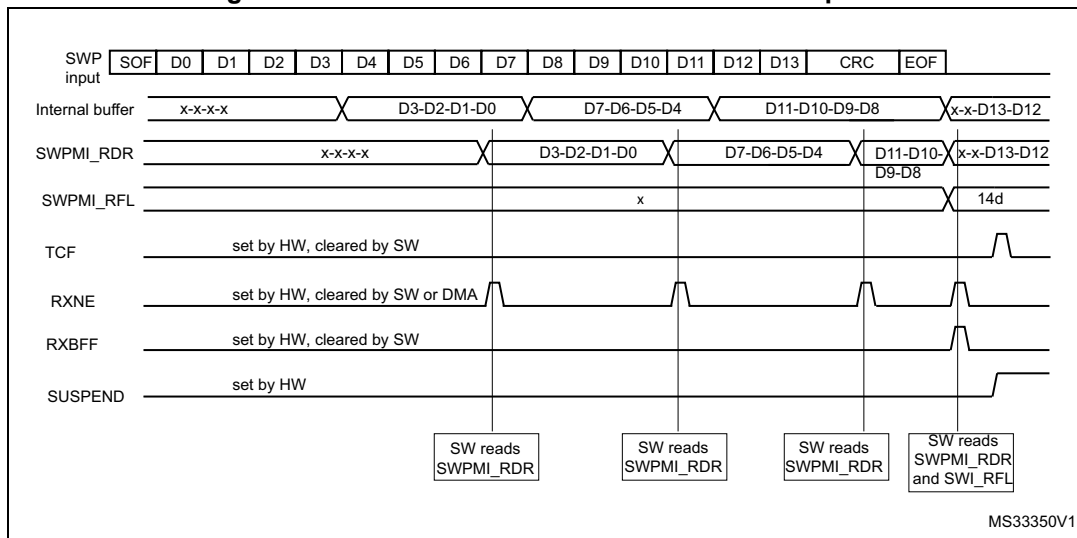 SWP input SOF D0 D1 D2 D3 D4 D5 D6 D7 D8 D9 D10 D11 D12 D13 CRC EOF
Internal buffer x-x-x-x D3-D2-D1-D0 D7-D6-D5-D4 D11-D10-D9-D8 x-x-D13-D12
SWPMI_RDR x-x-x-x D3-D2-D1-D0 D7-D6-D5-D4 D11-D10-D9-D8 x-x-D13-D12
SWPMI_RFL x 14d
TCF set by HW, cleared by SW
RXNE set by HW, cleared by SW or DMA
RXBFF set by HW, cleared by SW
SUSPEND set by HW
SW reads SWPMI_RDR
SW reads SWPMI_RDR
SW reads SWPMI_RDR
SW reads SWPMI_RDR and SWI_RFL
MS33350V1